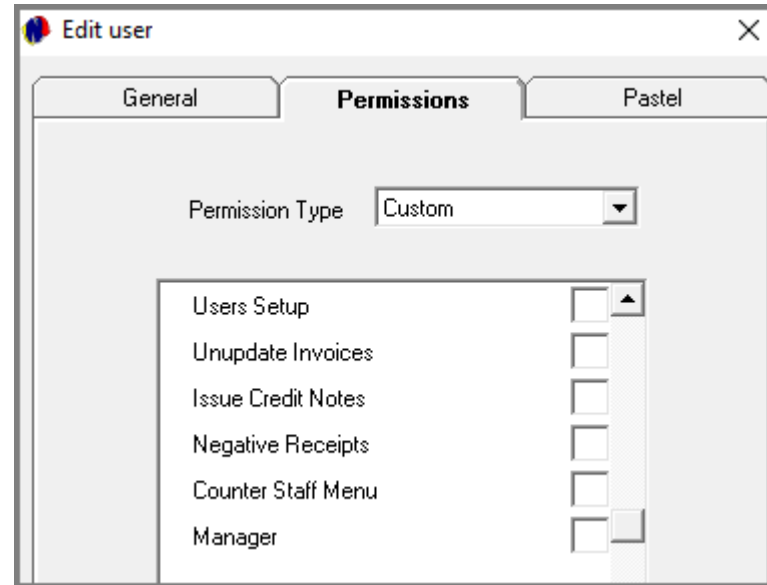 Edit user
General Permissions Pastel
Permission Type Custom
Users Setup
Unupdate Invoices
Issue Credit Notes
Negative Receipts
Counter Staff Menu
Manager